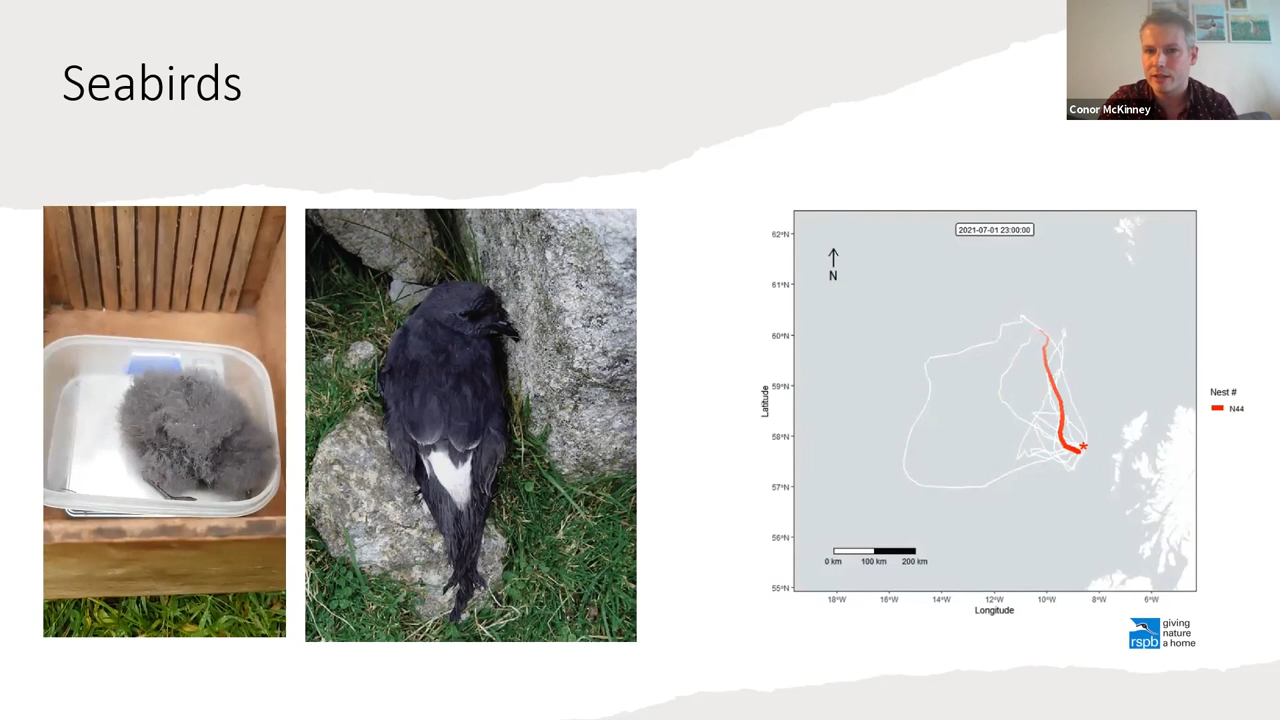 Seabirds
Conor McKinney
2021-07-01 23:00:00
N
62°N
61°N
60°N
59°N
58°N
57°N
56°N
55°N
Latitude
0 km 100 km 200 km
18°W 16°W 14°W 12°W 10°W 8°W 6°W
Longitude
Nest #
N44
rspb
giving
nature
a home